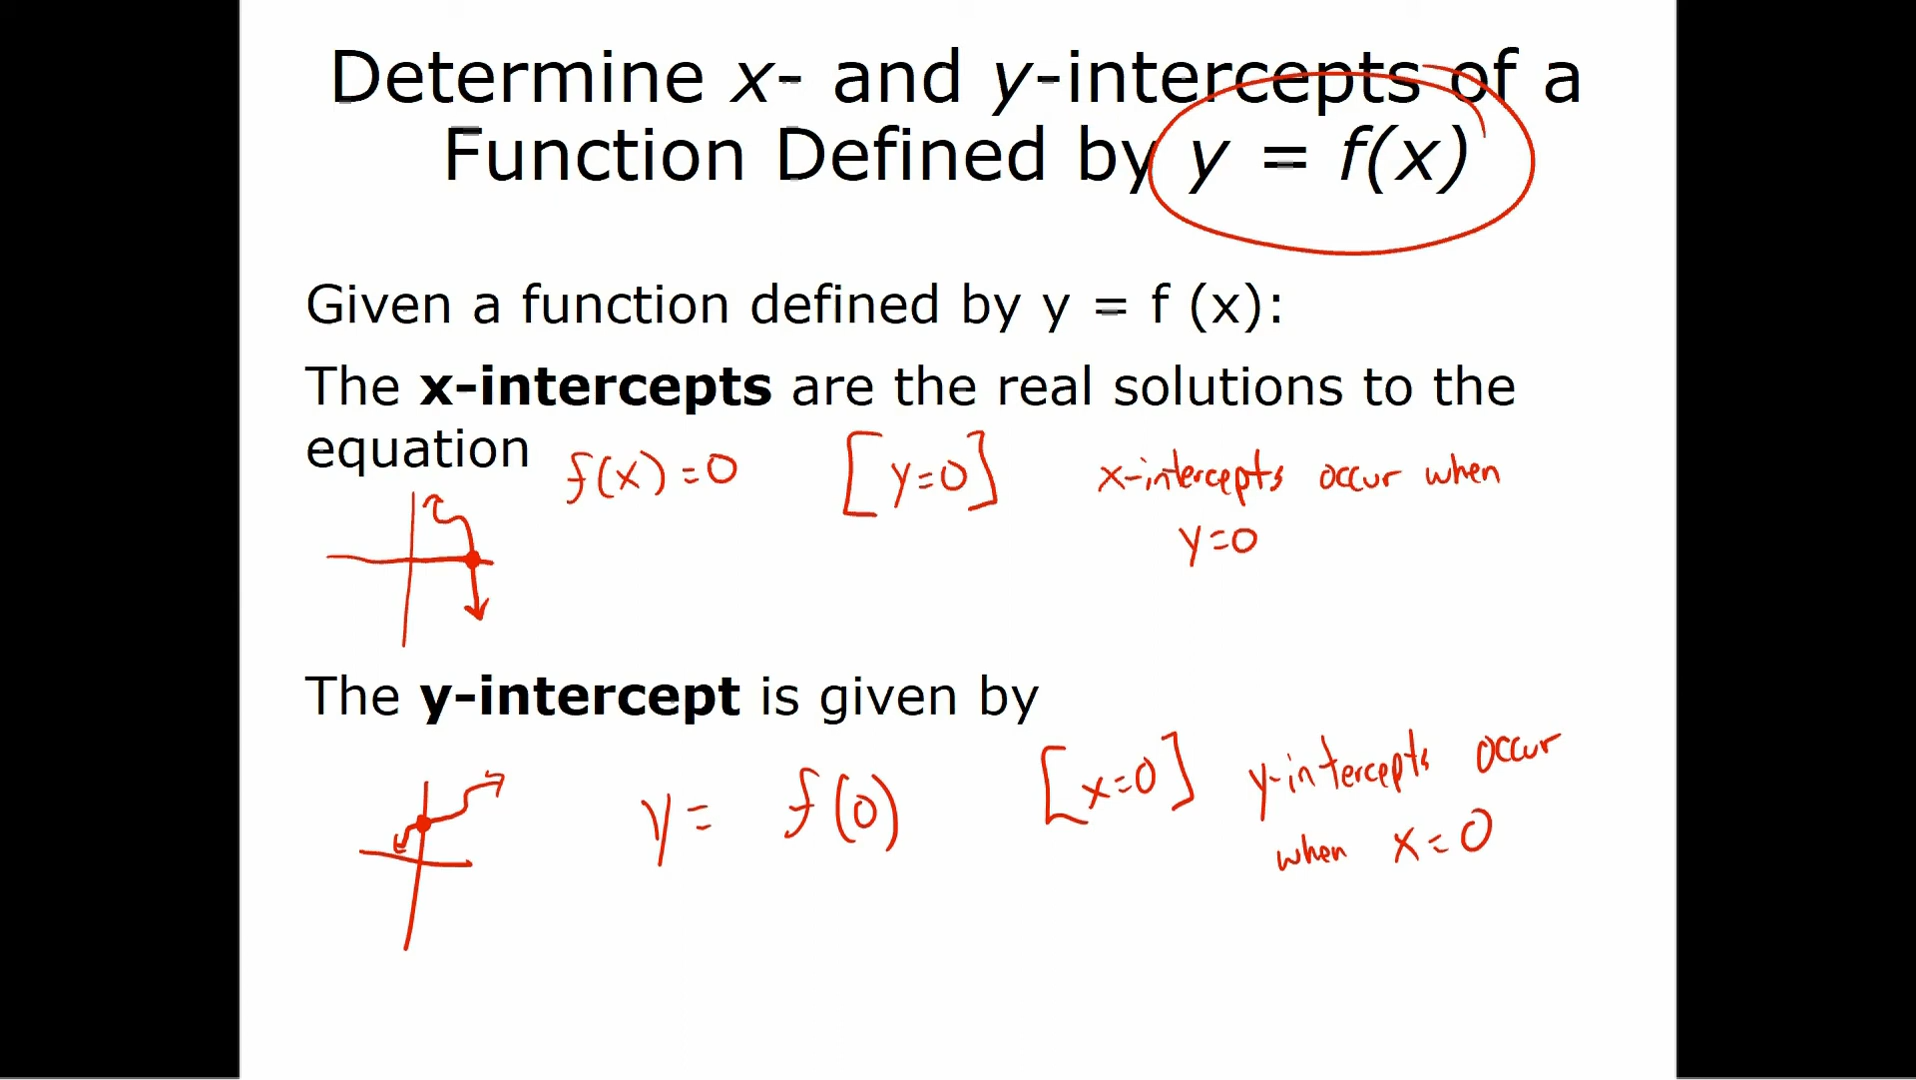 Determine x- and y-intercepts of a
Function Defined by y = f(x)
Given a function defined by y = f (x):
The x-intercepts are the real solutions to the
equation f(x) = 0 [y=0] x-intercepts occur when
y=0
The y-intercept is given by
y= f(0) [x=0] y-intercepts occur
when x=0